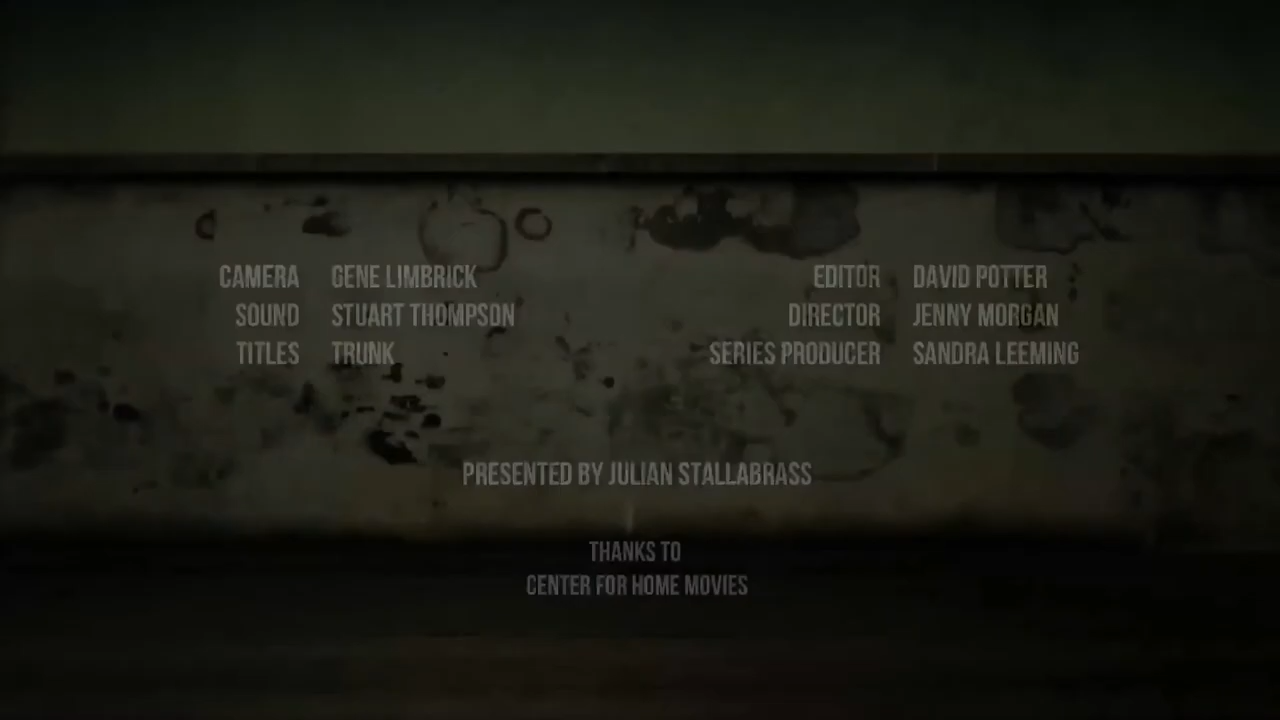 CAMERA GENE LIMBRICK
SOUND STUART THOMPSON
TITLES TRUNK
EDITOR DAVID POTTER
DIRECTOR JENNY MORGAN
SERIES PRODUCER SANDRA LEEMING
PRESENTED BY JULIAN STALLABRASS
THANKS TO
CENTER FOR HOME MOVIES